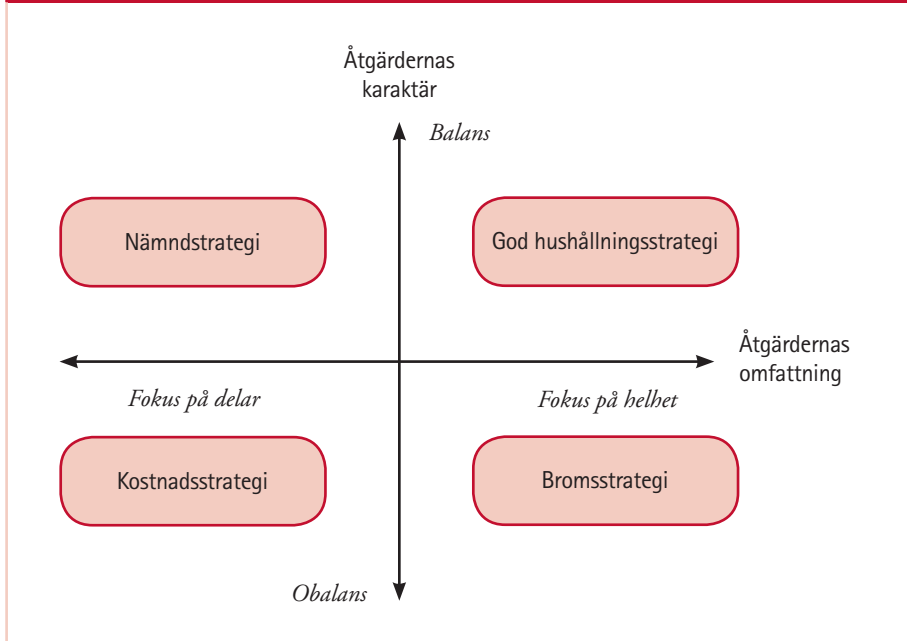 Åtgärdernas
karaktär
Balans
Nämndstrategi
God hushållningsstrategi
Åtgärdernas
omfattning
Fokus på delar
Fokus på helhet
Kostnadsstrategi
Bromsstrategi
Obalans